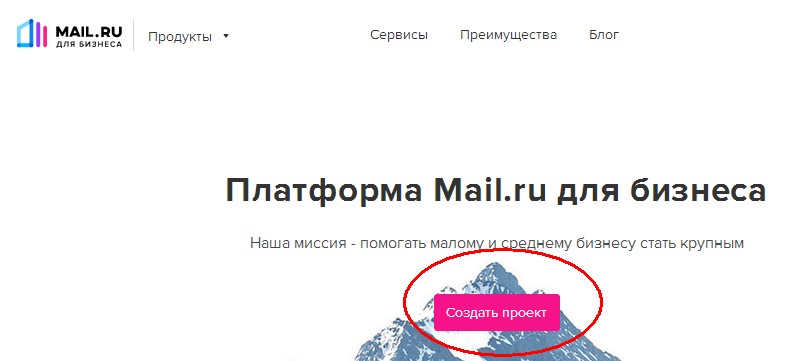 MAIL.RU
ДЛЯ БИЗНЕСА
Продукты
Сервисы Преимущества Блог
Платформа Mail.ru для бизнеса
Наша миссия - помогать малому и среднему бизнесу стать крупным
Создать проект